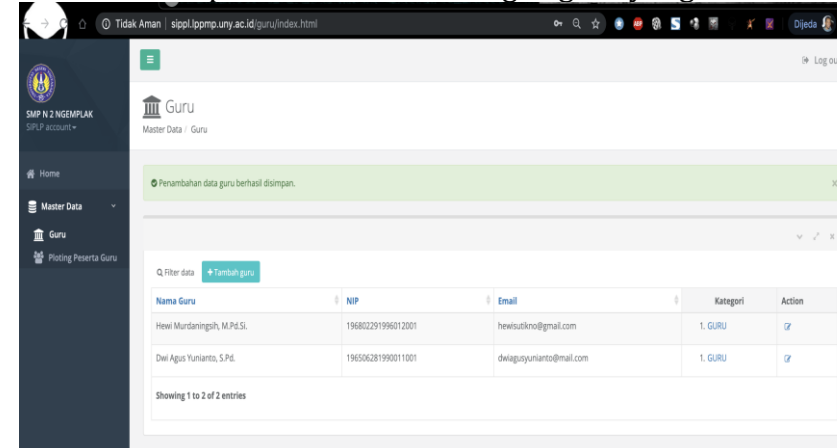 Tidak Aman | sippl.lppmp.uny.ac.id/guru/index.html
Dijeda
Log ou
SMP N 2 NGEMPLAK
SIPLP account
Guru
Master Data / Guru
Home
Penambahan data guru berhasil disimpan.
Master Data
Guru
Ploting Peserta Guru
Filter data
+Tambah guru
Nama Guru NIP Email Kategori Action
Hewi Murdaningsih, M.Pd.Si. 196802291996012001 hewisutikno@gmail.com 1. GURU
Dwi Agus Yunianto, S.Pd. 196506281990011001 dwiagusyunianto@mail.com 1. GURU
Showing 1 to 2 of 2 entries